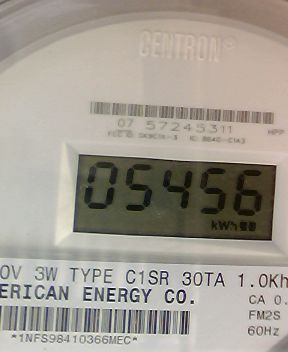 CENTRON®
07 57245311
HPP
05456
kWh
0V 3W TYPE C1SR 30TA 1.0Kh
ERICAN ENERGY CO.
CA 0.
FM2S
60Hz
*1NFS98410366MEC*